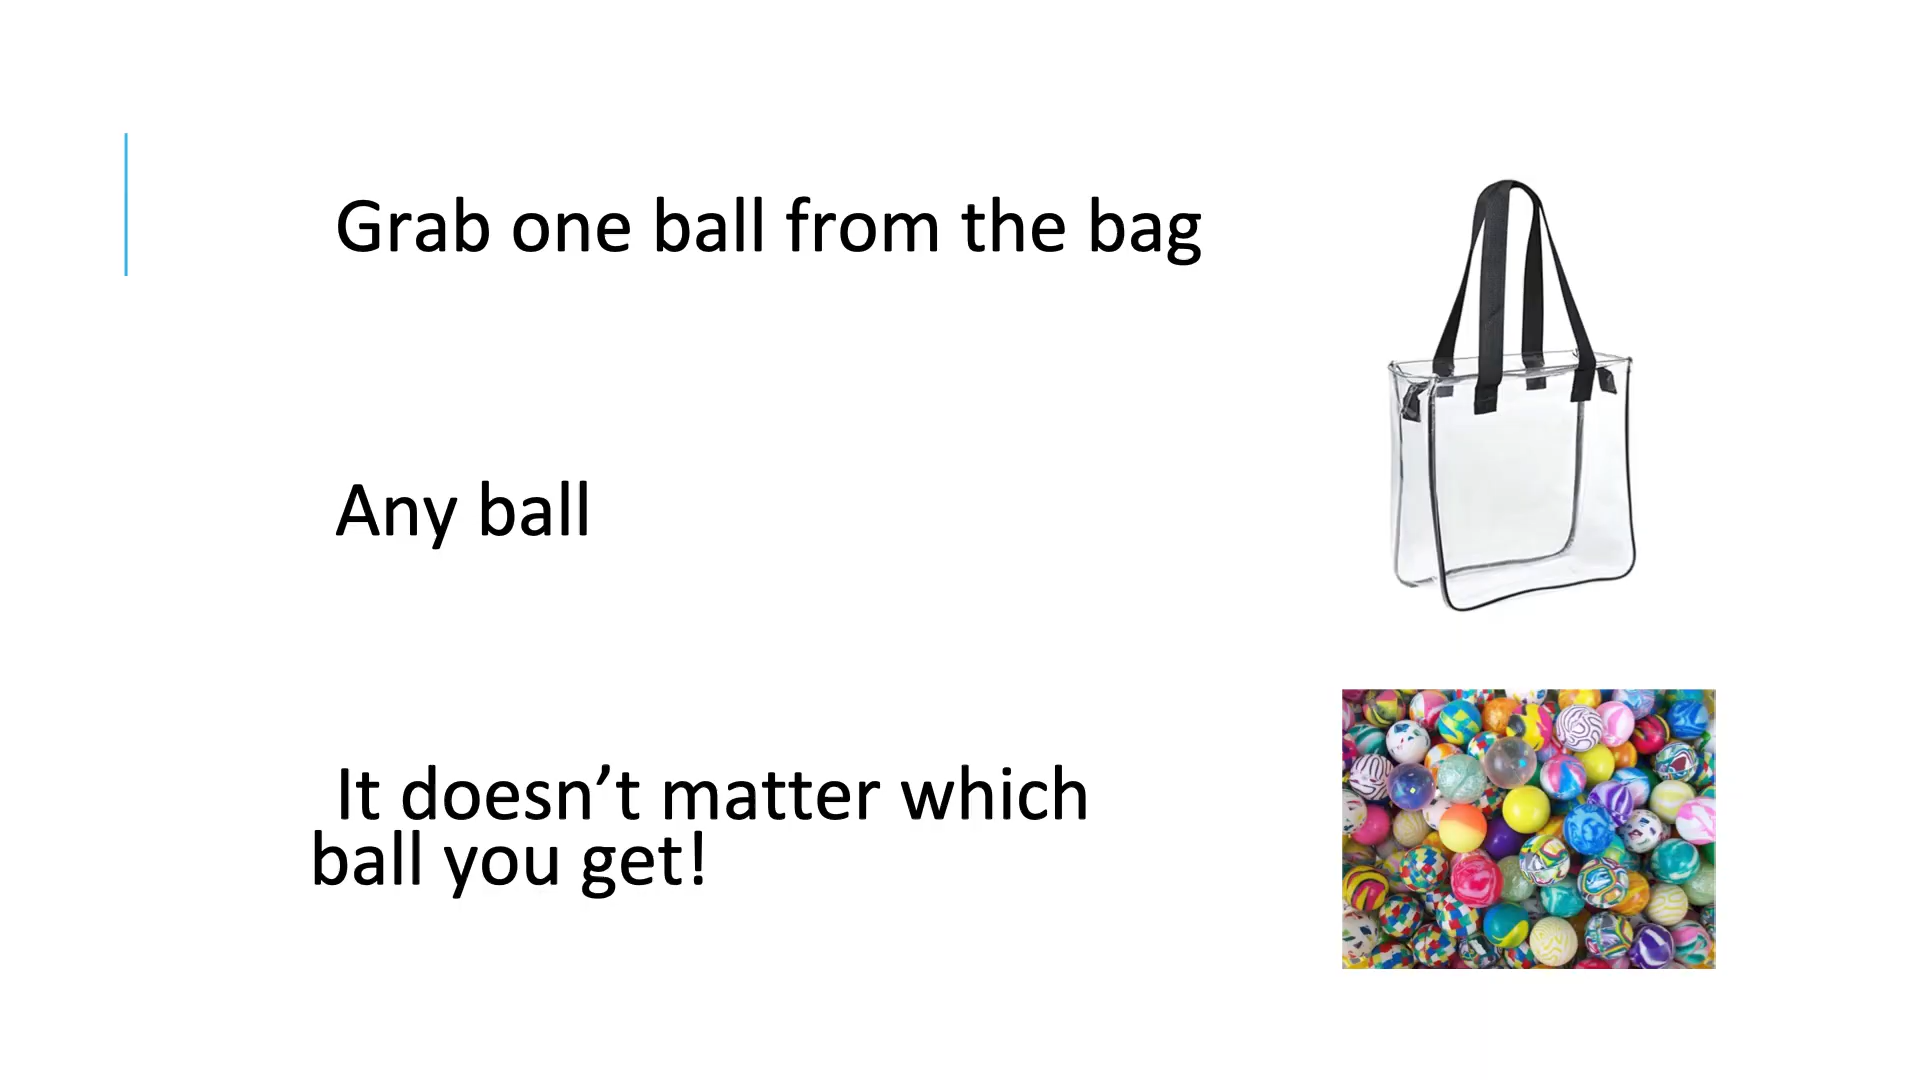 Grab one ball from the bag
Any ball
It doesn’t matter which
ball you get!